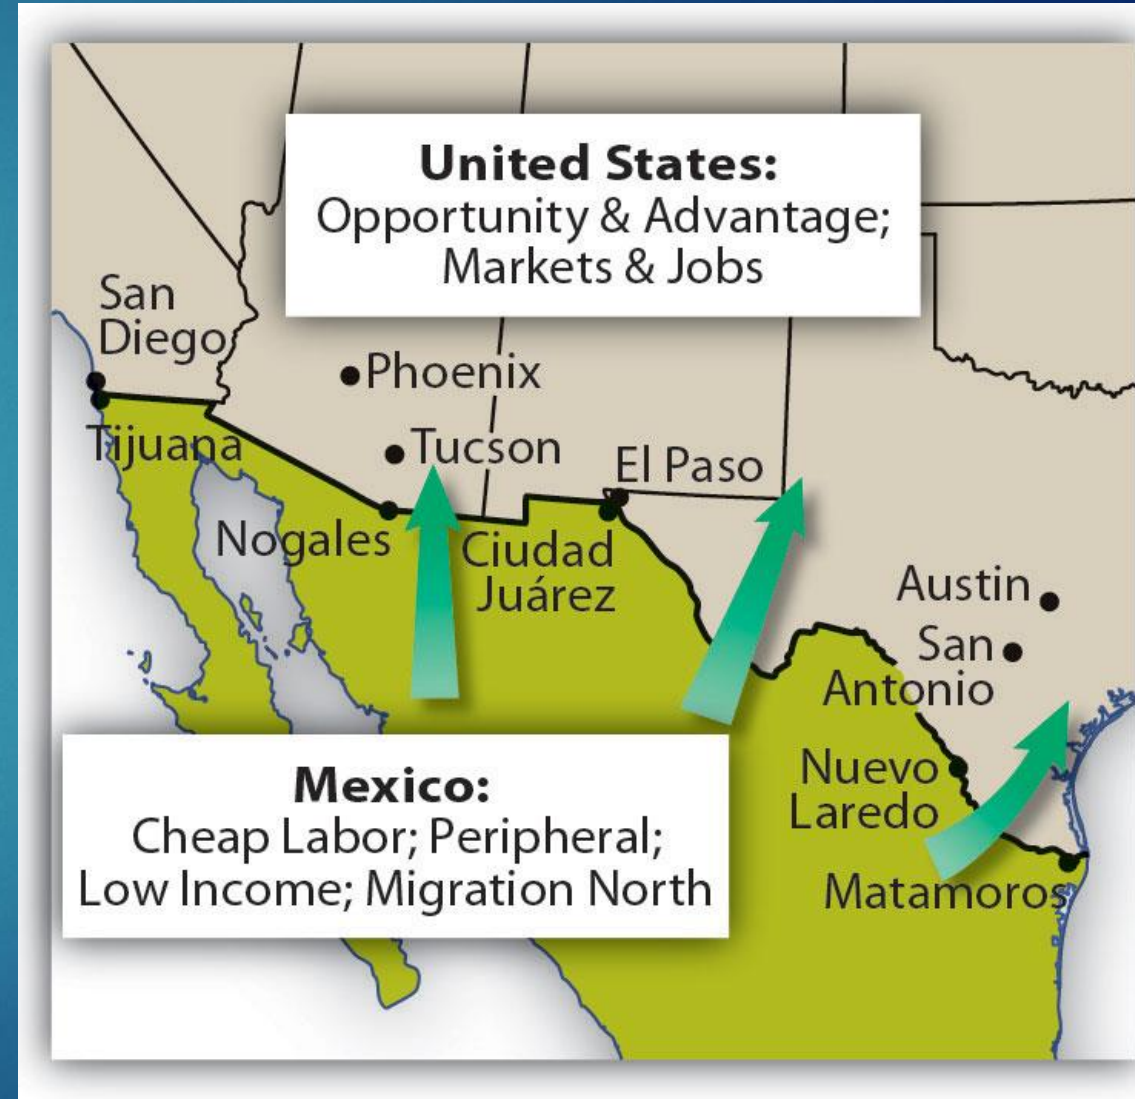 United States:
Opportunity & Advantage;
Markets & Jobs
San
Diego
Phoenix
Tijuana
Tucson
El Paso
Nogales
Ciudad
Juárez
Austin
San
Antonio
Nuevo
Laredo
Matamoros
Mexico:
Cheap Labor; Peripheral;
Low Income; Migration North